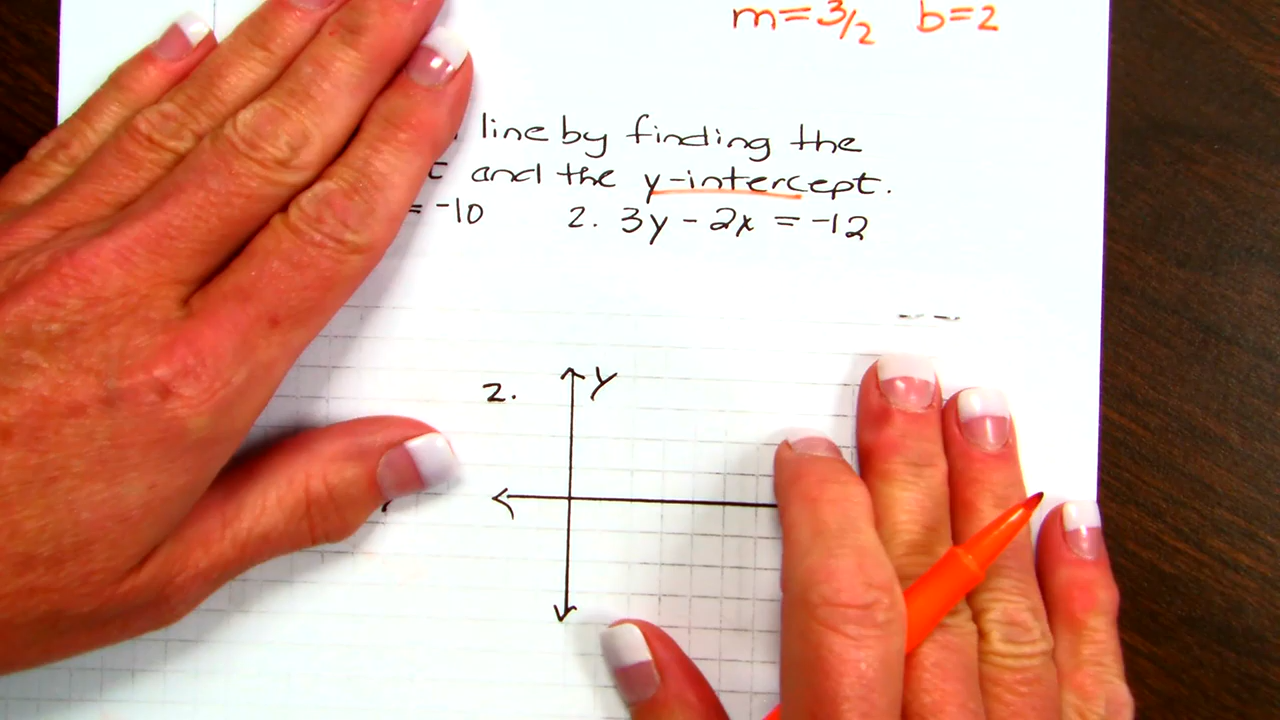 m=3/2 b=2
line by finding the
and the y-intercept.
= -10 2. 3y - 2x = -12
2. y